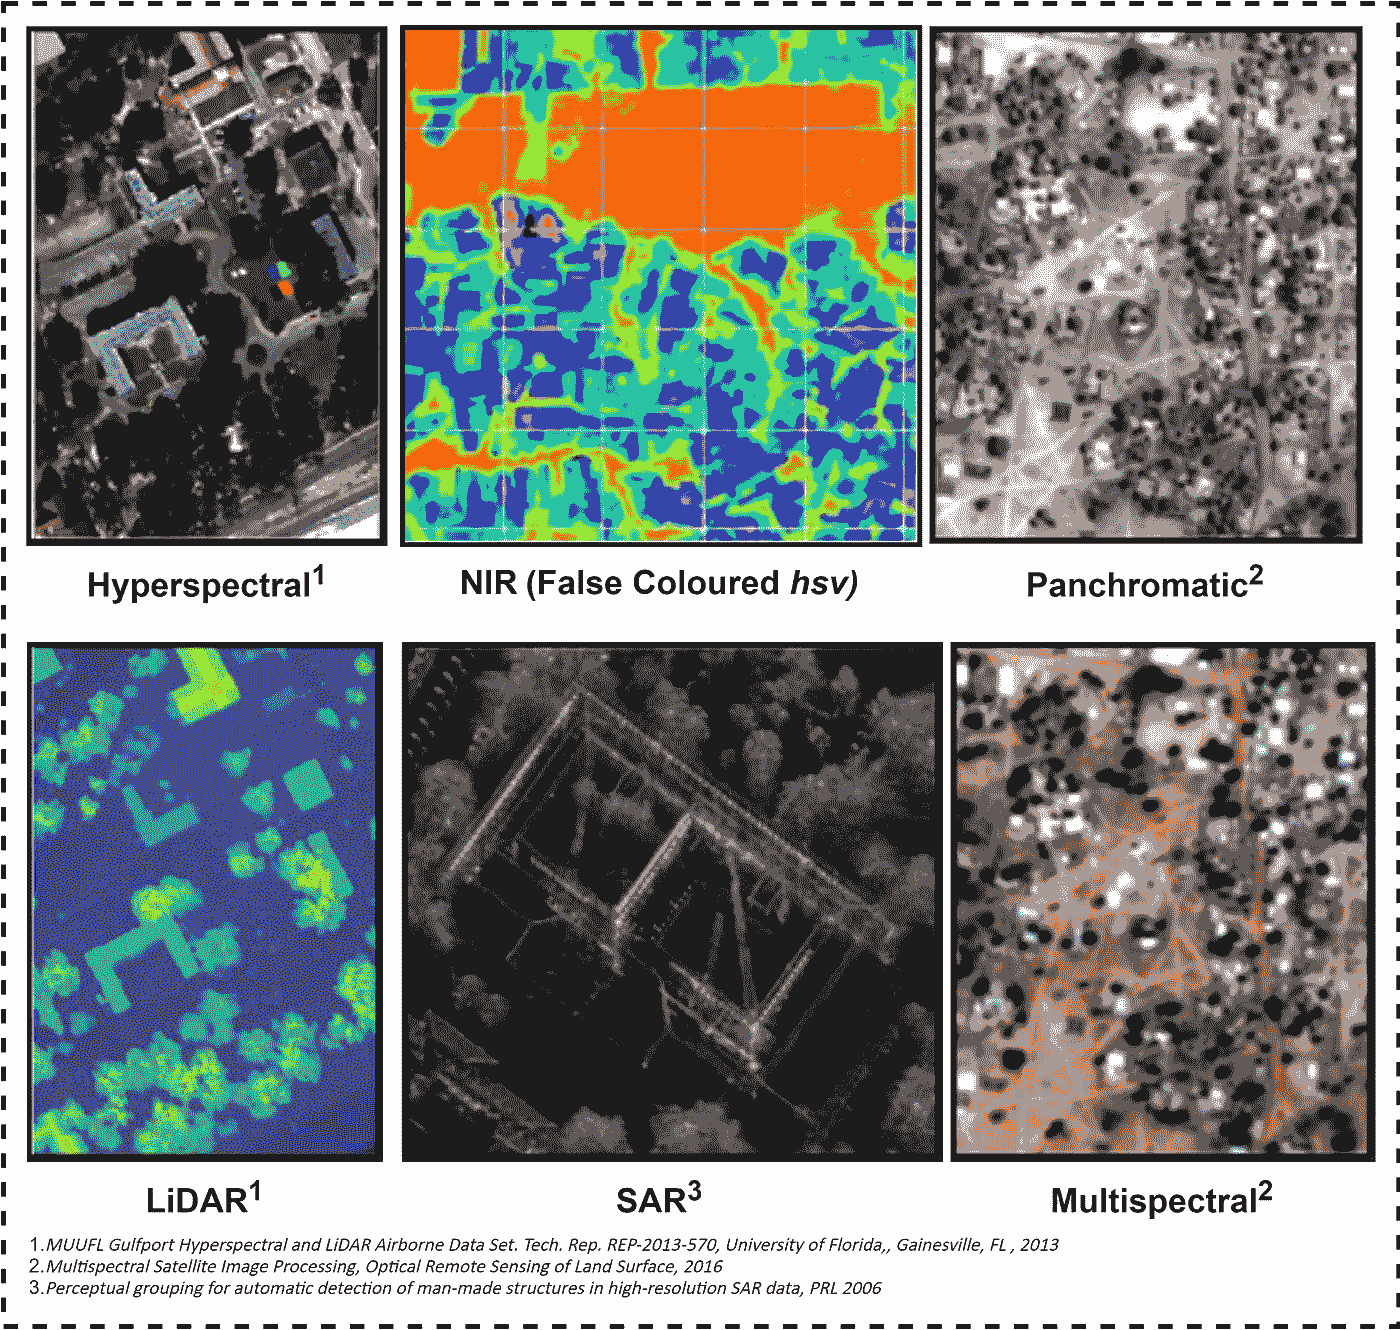 Hyperspectral1
NIR (False Coloured hsv)
Panchromatic2
LiDAR1
SAR3
Multispectral2
1.MUUFL Gulfport Hyperspectral and LiDAR Airborne Data Set. Tech. Rep. REP-2013-570, University of Florida,, Gainesville, FL , 2013
2.Multispectral Satellite Image Processing, Optical Remote Sensing of Land Surface, 2016
3.Perceptual grouping for automatic detection of man-made structures in high-resolution SAR data, PRL 2006